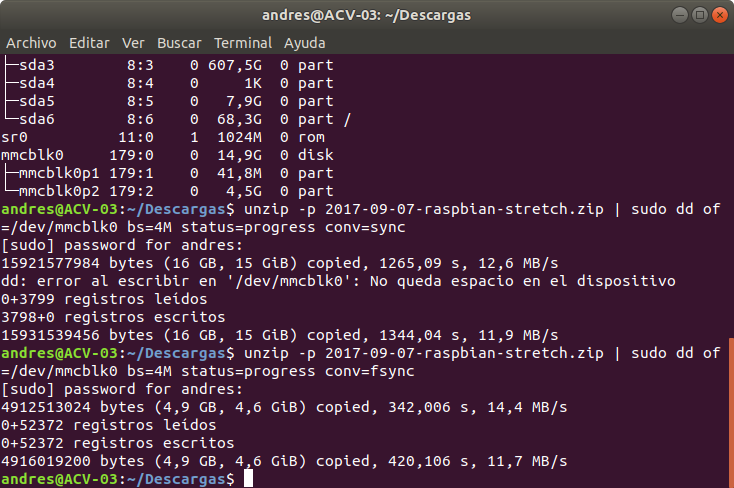 andres@ACV-03: ~/Descargas
Archivo Editar Ver Buscar Terminal Ayuda
├─sda3 8:3 0 607,5G 0 part
├─sda4 8:4 0 1K 0 part
├─sda5 8:5 0 7,9G 0 part
└─sda6 8:6 0 68,3G 0 part /
sr0 11:0 1 1024M 0 rom
mmcblk0 179:0 0 14,9G 0 disk
├─mmcblk0p1 179:1 0 41,8M 0 part
└─mmcblk0p2 179:2 0 4,5G 0 part
andres@ACV-03:~/Descargas$ unzip -p 2017-09-07-raspbian-stretch.zip | sudo dd of
=/dev/mmcblk0 bs=4M status=progress conv=sync
[sudo] password for andres:
15921577984 bytes (16 GB, 15 GiB) copied, 1265,09 s, 12,6 MB/s
dd: error al escribir en '/dev/mmcblk0': No queda espacio en el dispositivo
0+3799 registros leídos
3798+0 registros escritos
15931539456 bytes (16 GB, 15 GiB) copied, 1344,04 s, 11,9 MB/s
andres@ACV-03:~/Descargas$ unzip -p 2017-09-07-raspbian-stretch.zip | sudo dd of
=/dev/mmcblk0 bs=4M status=progress conv=fsync
[sudo] password for andres:
4912513024 bytes (4,9 GB, 4,6 GiB) copied, 342,006 s, 14,4 MB/s
0+52372 registros leídos
0+52372 registros escritos
4916019200 bytes (4,9 GB, 4,6 GiB) copied, 420,106 s, 11,7 MB/s
andres@ACV-03:~/Descargas$